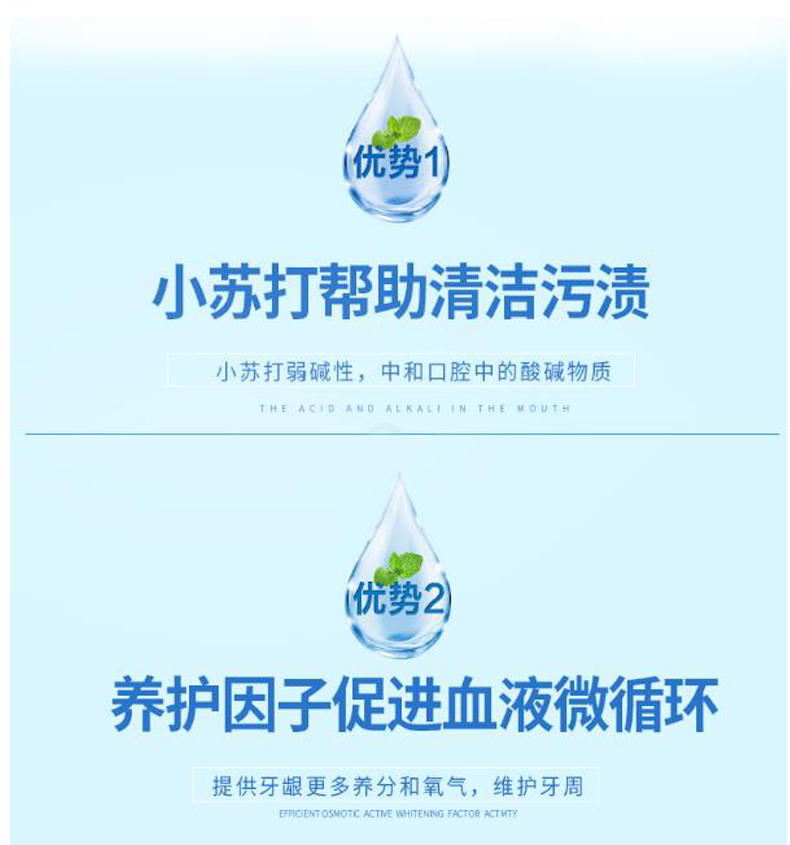 优势1
小苏打帮助清洁污渍
小苏打弱碱性，中和口腔中的酸碱物质
THE ACID AND ALKALI IN THE MOUTH
优势2
养护因子促进血液微循环
提供牙龈更多养分和氧气，维护牙周
EFFICIENT OSMOTIC ACTIVE WHITENING FACTOR ACTMTY